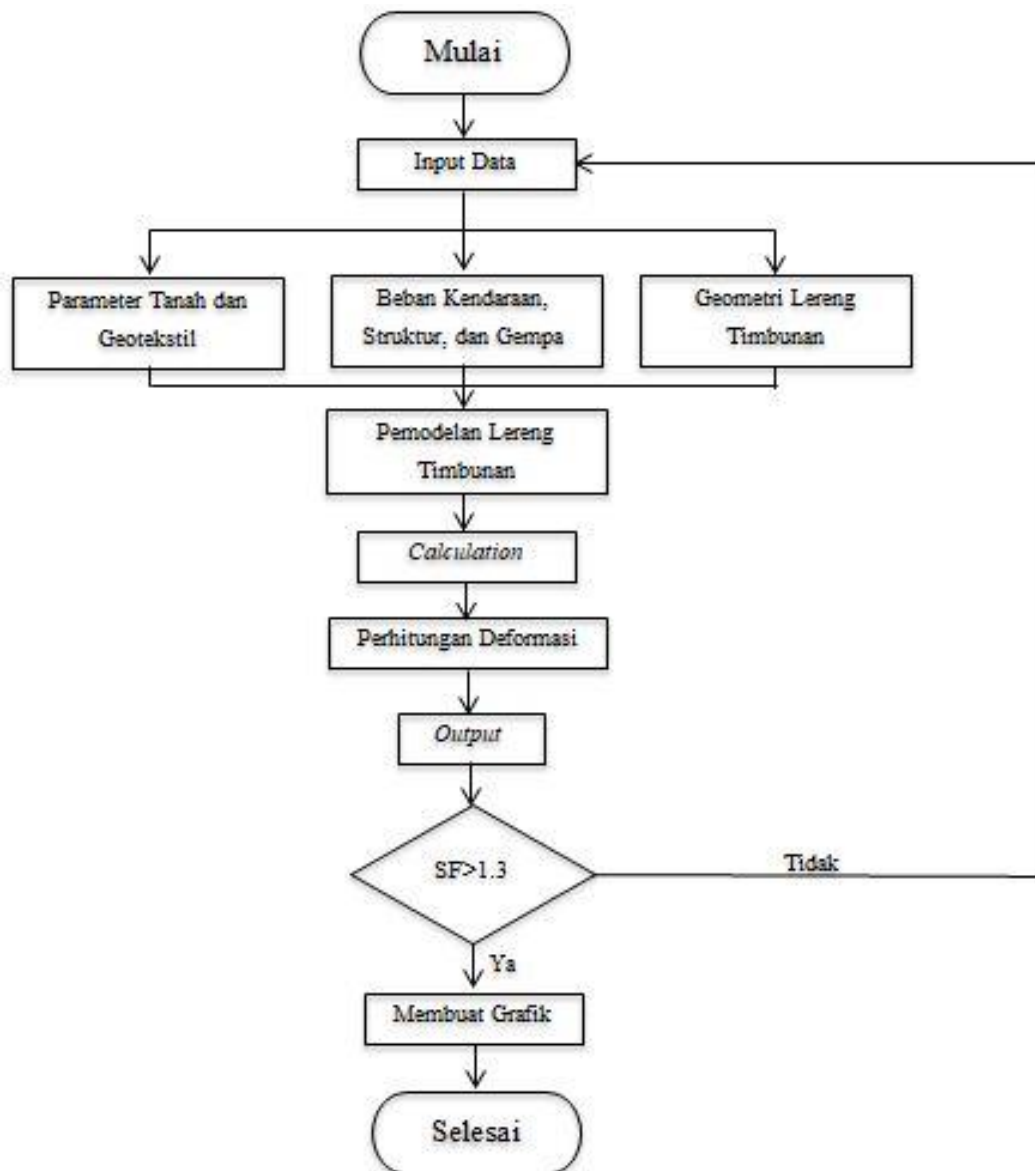 Mulai
Input Data
Parameter Tanah dan
Geotekstil
Beban Kendaraan,
Struktur, dan Gempa
Geometri Lereng
Timbunan
Pemodelan Lereng
Timbunan
Calculation
Perhitungan Deformasi
Output
SF>1.3
Tidak
Ya
Membuat Grafik
Selesai